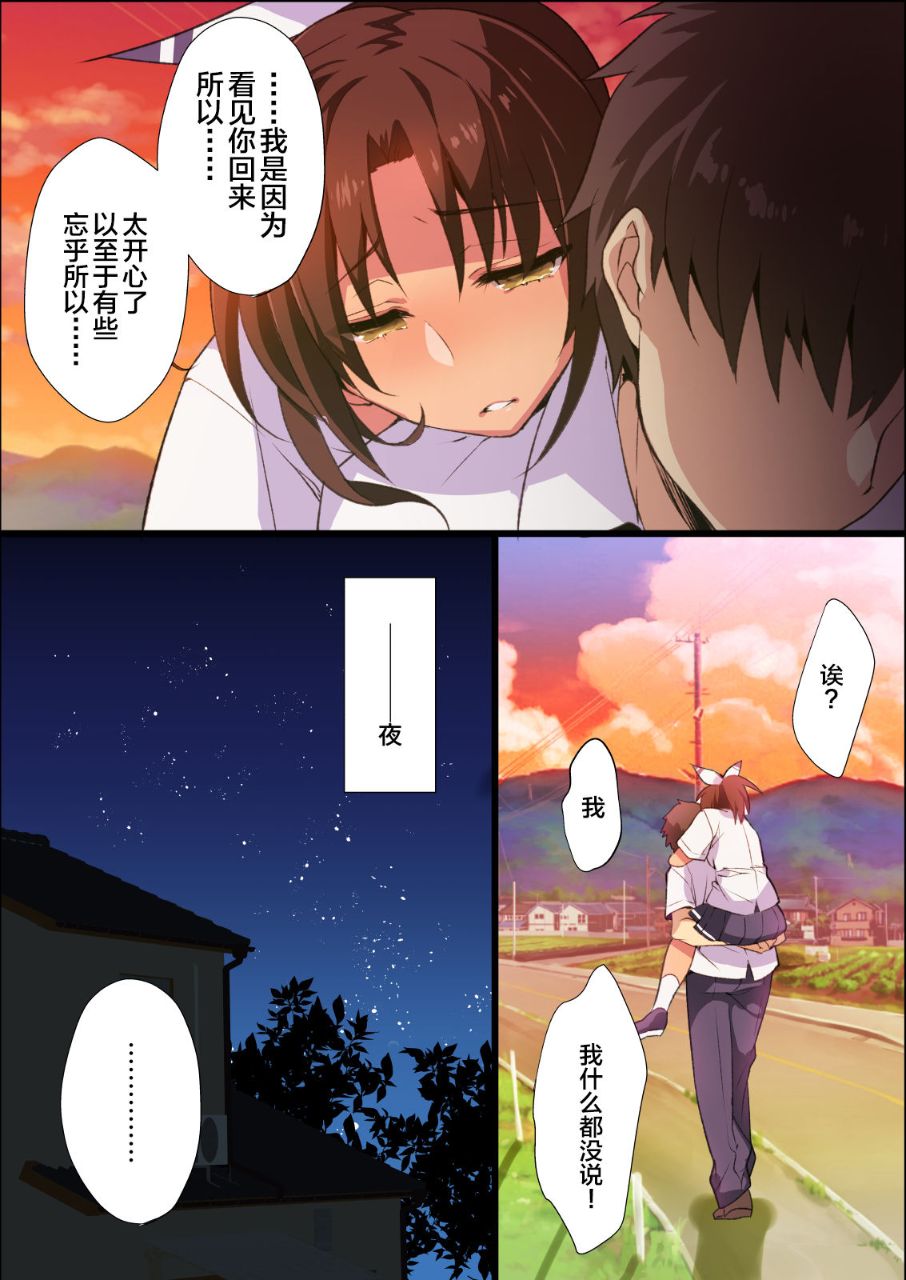 ……我是因为
看见你回来
所以……
太开心了
以至于有些
忘乎所以……
诶？
我
我什么都没说！
——夜
…………